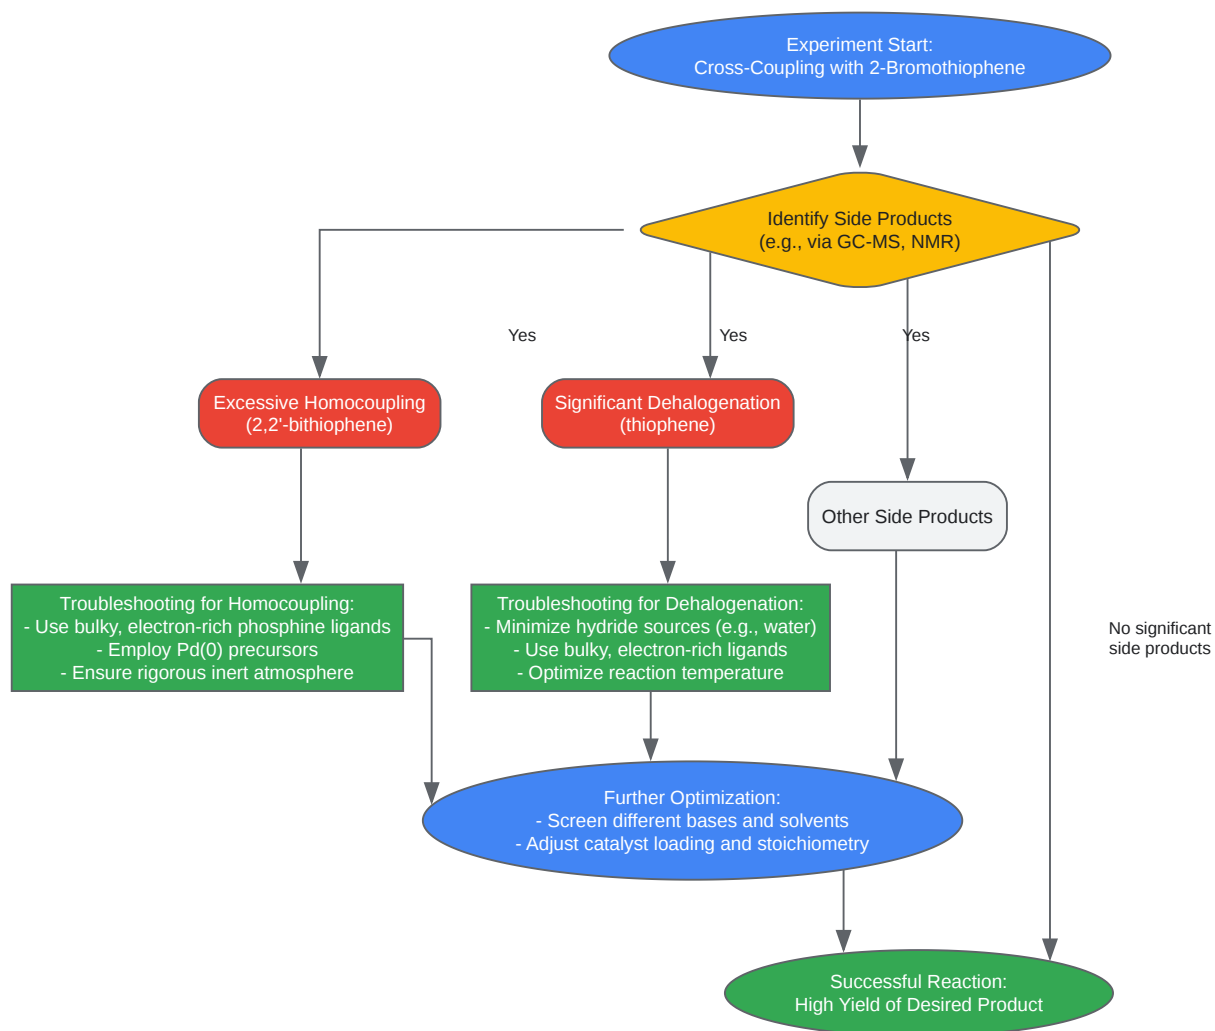 Experiment Start:
Cross-Coupling with 2-Bromothiophene
Identify Side Products
(e.g., via GC-MS, NMR)
Yes
Yes
Yes
Excessive Homocoupling
(2,2'-bithiophene)
Significant Dehalogenation
(thiophene)
Other Side Products
Troubleshooting for Homocoupling:
- Use bulky, electron-rich phosphine ligands
- Employ Pd(0) precursors
- Ensure rigorous inert atmosphere
Troubleshooting for Dehalogenation:
- Minimize hydride sources (e.g., water)
- Use bulky, electron-rich ligands
- Optimize reaction temperature
No significant
side products
Further Optimization:
- Screen different bases and solvents
- Adjust catalyst loading and stoichiometry
Successful Reaction:
High Yield of Desired Product